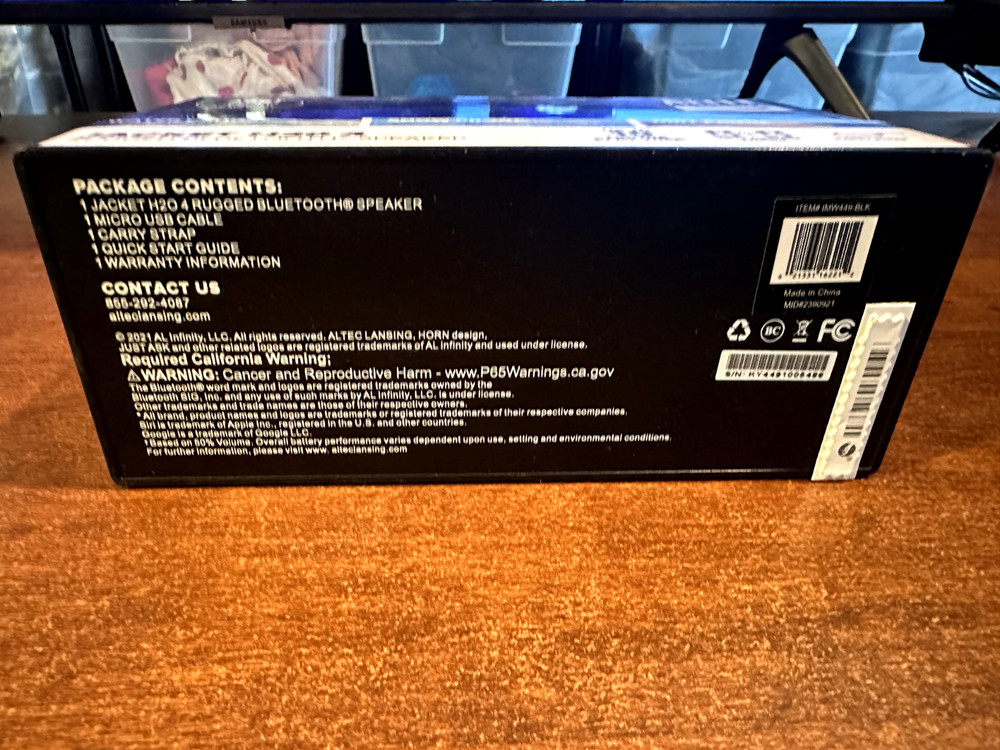 SAMSUNG
PACKAGE CONTENTS:
1 JACKET H2O 4 RUGGED BLUETOOTH® SPEAKER
1 MICRO USB CABLE
1 CARRY STRAP
1 QUICK START GUIDE
1 WARRANTY INFORMATION
CONTACT US
855-292-4087
alteclansing.com
© 2021 AL Infinity, LLC. All rights reserved. ALTEC LANSING, HORN design,
JUST ASK and other related logos are registered trademarks of AL Infinity and used under license.
Required California Warning:
⚠ WARNING: Cancer and Reproductive Harm - www.P65Warnings.ca.gov
The Bluetooth® word mark and logos are registered trademarks owned by the
Bluetooth SIG, Inc. and any use of such marks by AL Infinity, LLC. is under license.
Other trademarks and trade names are those of their respective owners.
* All brand, product names and logos are trademarks or registered trademarks of their respective companies.
Siri is trademark of Apple Inc., registered in the U.S. and other countries.
Google is a trademark of Google LLC.
†Based on 50% Volume. Overall battery performance varies dependent upon use, setting and environmental conditions.
For further information, please visit www. alteclansing.com
ITEM# IMW449-BLK
Made in China
MID#2390921
BC FC
S/N: KY4491008486